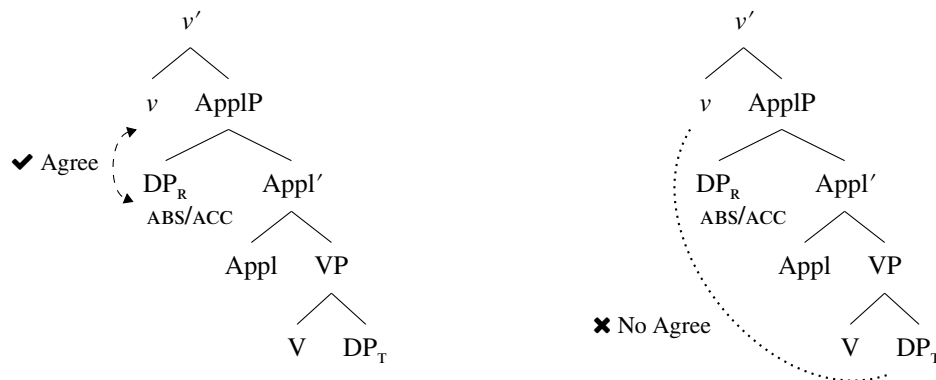 v′ v′
v ApplP v ApplP
✔ Agree
DP_R Appl′ DP_R Appl′
ABS/ACC ABS/ACC
Appl VP Appl VP
✖ No Agree
V DP_T V DP_T